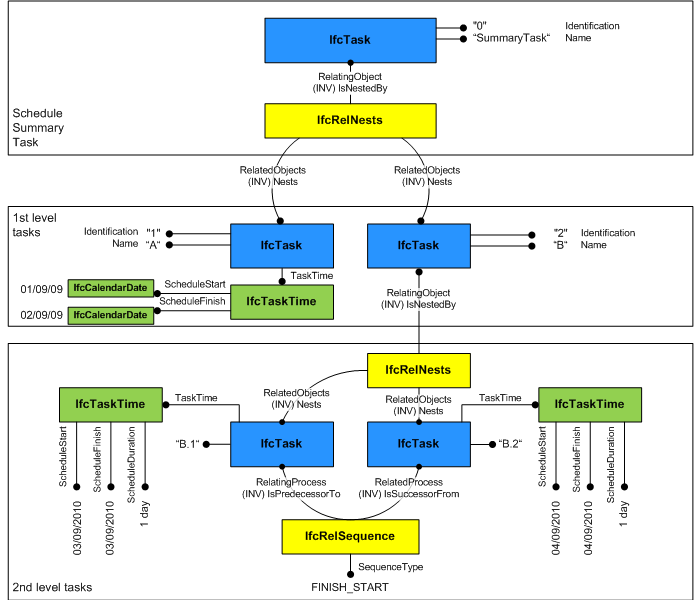 IfcTask
"0" Identification
"SummaryTask" Name
RelatingObject
(INV) IsNestedBy
IfcRelNests
Schedule
Summary
Task
RelatedObjects
(INV) Nests
RelatedObjects
(INV) Nests
1st level
tasks
Identification "1"
Name "A"
IfcTask
IfcTask
"2" Identification
"B" Name
TaskTime
01/09/09 IfcCalendarDate
ScheduleStart
ScheduleFinish
IfcTaskTime
02/09/09 IfcCalendarDate
RelatingObject
(INV) IsNestedBy
IfcRelNests
RelatedObjects
(INV) Nests
RelatedObjects
(INV) Nests
IfcTaskTime
TaskTime
TaskTime
IfcTaskTime
"B.1"
IfcTask
IfcTask
"B.2"
ScheduleStart
ScheduleFinish
ScheduleDuration
03/09/2010
03/09/2010
1 day
ScheduleStart
ScheduleFinish
ScheduleDuration
04/09/2010
04/09/2010
1 day
RelatingProcess
(INV) IsPredecessorTo
RelatedProcess
(INV) IsSuccessorFrom
IfcRelSequence
SequenceType
FINISH_START
2nd level tasks